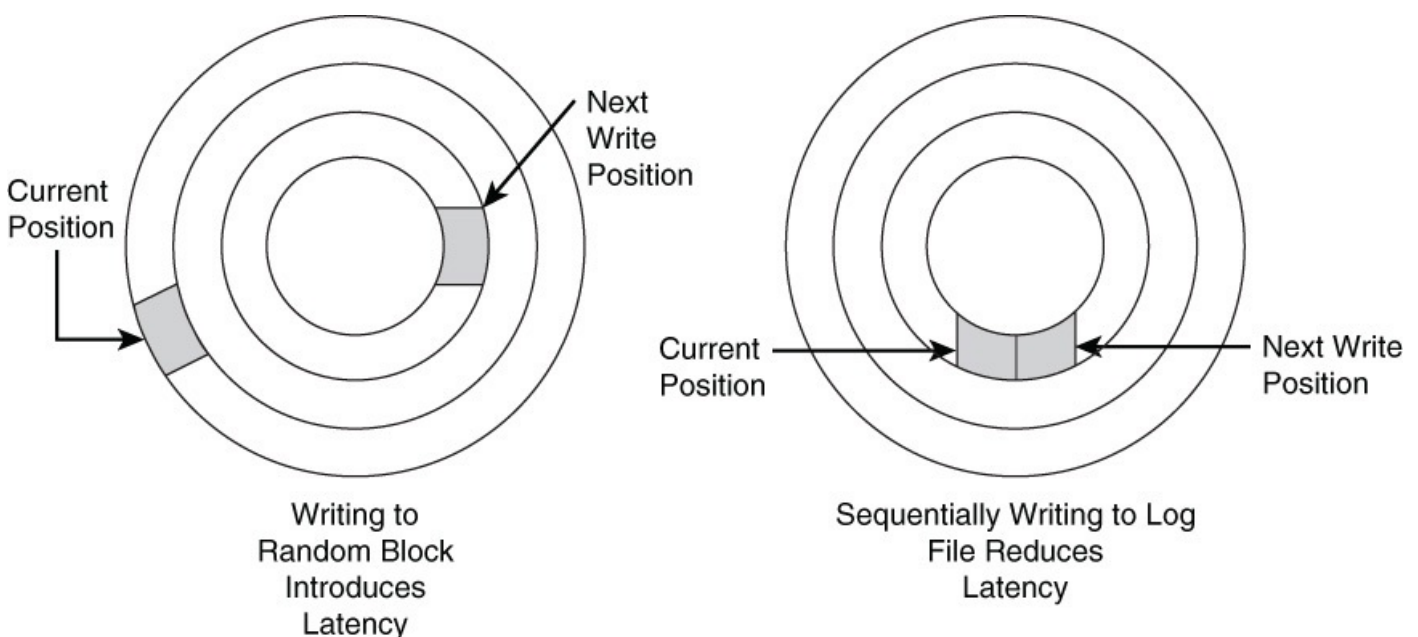 Current
Position
Next
Write
Position
Writing to
Random Block
Introduces
Latency
Current
Position
Next Write
Position
Sequentially Writing to Log
File Reduces
Latency